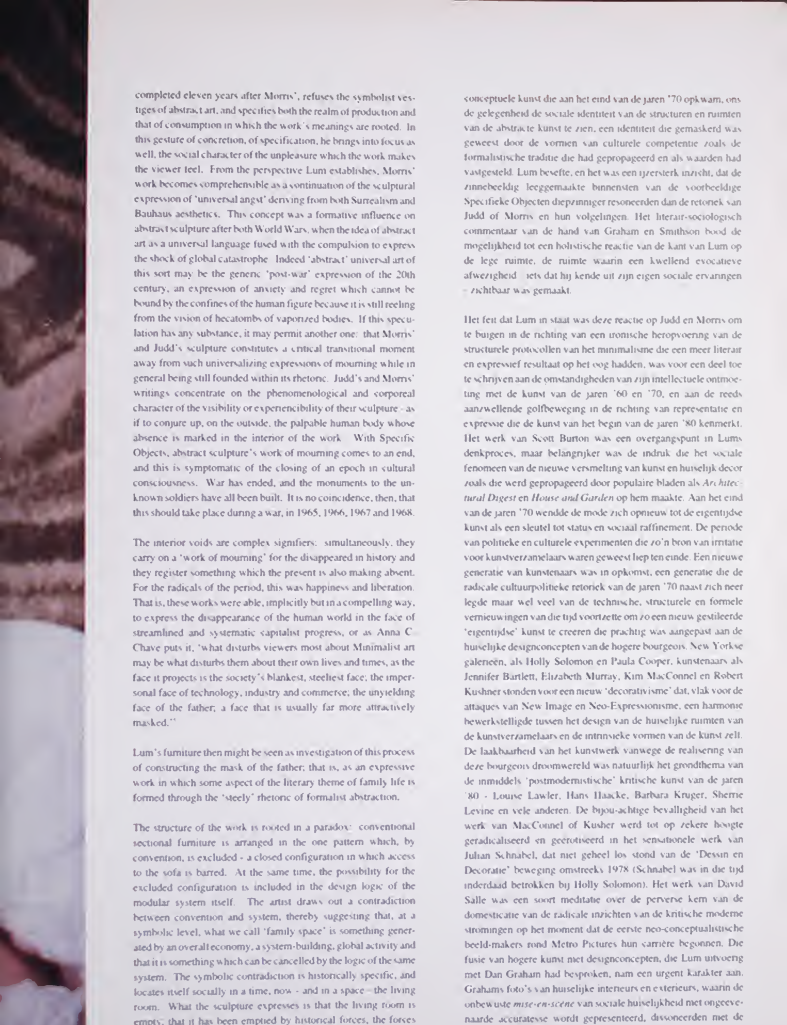 completed eleven years after Morris', refuses the symbolist ves-
tiges of abstract art, and specifies both the realm of production and
that of consumption in which the work's meanings are rooted. In
this gesture of concretion, of specification, he brings into focus as
well, the social character of the unpleasure which the work makes
the viewer feel. From the perspective Lum establishes, Morris'
work becomes comprehensible as a continuation of the sculptural
expression of 'universal angst' deriving from both Surrealism and
Bauhaus aesthetics. This concept was a formative influence on
abstract sculpture after both World Wars, when the idea of abstract
art as a universal language fused with the compulsion to express
the shock of global catastrophe. Indeed 'abstract' universal art of
this sort may be the generic 'post-war' expression of the 20th
century, an expression of anxiety and regret which cannot be
bound by the confines of the human figure because it is still reeling
from the vision of hecatombs of vaporized bodies. If this specu-
lation has any substance, it may permit another one: that Morris'
and Judd's sculpture constitutes a critical transitional moment
away from such universalizing expressions of mourning while in
general being still founded within its rhetoric. Judd's and Morris'
writings concentrate on the phenomenological and corporeal
character of the visibility or experiencibility of their sculpture - as
if to conjure up, on the outside, the palpable human body whose
absence is marked in the interior of the work. With Specific
Objects, abstract sculpture's work of mourning comes to an end,
and this is symptomatic of the closing of an epoch in cultural
consciousness. War has ended, and the monuments to the un-
known soldiers have all been built. It is no coincidence, then, that
this should take place during a war, in 1965, 1966, 1967 and 1968.

The interior voids are complex signifiers: simultaneously, they
carry on a 'work of mourning' for the disappeared in history and
they register something which the present is also making absent.
For the radicals of the period, this was happiness and liberation.
That is, these works were able, implicitly but in a compelling way,
to express the disappearance of the human world in the face of
streamlined and systematic capitalist progress, or as Anna C.
Chave puts it, 'what disturbs viewers most about Minimalist art
may be what disturbs them about their own lives and times, as the
face it projects is the society's blankest, steeliest face; the imper-
sonal face of technology, industry and commerce; the unyielding
face of the father; a face that is usually far more attractively
masked.''

Lum's furniture then might be seen as investigation of this process
of constructing the mask of the father; that is, as an expressive
work in which some aspect of the literary theme of family life is
formed through the 'steely' rhetoric of formalist abstraction.

The structure of the work is rooted in a paradox: conventional
sectional furniture is arranged in the one pattern which, by
convention, is excluded - a closed configuration in which access
to the sofa is barred. At the same time, the possibility for the
excluded configuration is included in the design logic of the
modular system itself. The artist draws out a contradiction
between convention and system, thereby suggesting that, at a
symbolic level, what we call 'family space' is something gener-
ated by an overall economy, a system-building, global activity and
that it is something which can be cancelled by the logic of the same
system. The symbolic contradiction is historically specific, and
locates itself socially in a time, now - and in a space - the living
room. What the sculpture expresses is that the living room is
empty, that it has been emptied by historical forces, the forces
conceptuele kunst die aan het eind van de jaren '70 opkwam, ons
de gelegenheid de sociale identiteit van de structuren en ruimten
van de abstracte kunst te zien, een identiteit die gemaskerd was
geweest door de vormen van culturele competentie zoals de
formalistische traditie die had gepropageerd en als waarden had
vastgesteld. Lum besefte, en het was een ijzersterk inzicht, dat de
zinnebeeldig leeggemaakte binnensten van de voorbeeldige
Specifieke Objecten diepzinniger resoneerden dan de retoriek van
Judd of Morris en hun volgelingen. Het literair-sociologisch
commentaar van de hand van Graham en Smithson bood de
mogelijkheid tot een holistische reactie van de kant van Lum op
de lege ruimte, de ruimte waarin een kwellend evocatieve
afwezigheid - iets dat hij kende uit zijn eigen sociale ervaringen
- zichtbaar was gemaakt.

Het feit dat Lum in staat was deze reactie op Judd en Morris om
te buigen in de richting van een ironische heropvoering van de
structurele protocollen van het minimalisme die een meer literair
en expressief resultaat op het oog hadden, was voor een deel toe
te schrijven aan de omstandigheden van zijn intellectuele ontmoe-
ting met de kunst van de jaren '60 en '70, en aan de reeds
aanzwellende golfbeweging in de richting van representatie en
expressie die de kunst van het begin van de jaren '80 kenmerkt.
Het werk van Scott Burton was een overgangspunt in Lums
denkproces, maar belangrijker was de indruk die het sociale
fenomeen van de nieuwe versmelting van kunst en huiselijk decor
zoals die werd gepropageerd door populaire bladen als Architec-
tural Digest en House and Garden op hem maakte. Aan het eind
van de jaren '70 wendde de mode zich opnieuw tot de eigentijdse
kunst als een sleutel tot status en sociaal raffinement. De periode
van politieke en culturele experimenten die zo'n bron van irritatie
voor kunstverzamelaars waren geweest liep ten einde. Een nieuwe
generatie van kunstenaars was in opkomst, een generatie die de
radicale cultuurpolitieke retoriek van de jaren '70 naast zich neer
legde maar wel veel van de technische, structurele en formele
vernieuwingen van die tijd voortzette om zo een nieuw gestileerde
'eigentijdse' kunst te creeren die prachtig was aangepast aan de
huiselijke designconcepten van de hogere bourgeois. New Yorkse
galerieën, als Holly Solomon en Paula Cooper, kunstenaars als
Jennifer Bartlett, Elizabeth Murray, Kim MacConnel en Robert
Kushner stonden voor een nieuw 'decorativisme' dat, vlak voor de
attaques van New Image en Neo-Expressionisme, een harmonie
bewerkstelligde tussen het design van de huiselijke ruimten van
de kunstverzamelaars en de intrinsieke vormen van de kunst zelf.
De laakbaarheid van het kunstwerk vanwege de realisering van
deze bourgeois droomwereld was natuurlijk het grondthema van
de inmiddels 'postmodernistische' kritische kunst van de jaren
'80 - Louise Lawler, Hans Haacke, Barbara Kruger, Sherrie
Levine en vele anderen. De bijou-achtige bevalligheid van het
werk van MacConnel of Kusher werd tot op zekere hoogte
geradicaliseerd en geërotiseerd in het sensationele werk van
Julian Schnabel, dat niet geheel los stond van de 'Dessin en
Decoratie' beweging omstreeks 1978 (Schnabel was in die tijd
inderdaad betrokken bij Holly Solomon). Het werk van David
Salle was een soort meditatie over de perverse kern van de
domesticatie van de radicale inzichten van de kritische moderne
stromingen op het moment dat de eerste neo-conceptualistische
beeld-makers rond Metro Pictures hun carrière begonnen. Die
fusie van hogere kunst met designconcepten, die Lum uitvoerig
met Dan Graham had besproken, nam een urgent karakter aan.
Grahams foto's van huiselijke interieurs en exterieurs, waarin de
onbewuste mise-en-scène van sociale huiselijkheid met ongeeve-
naarde accuratesse wordt gepresenteerd, dissoneerden met de